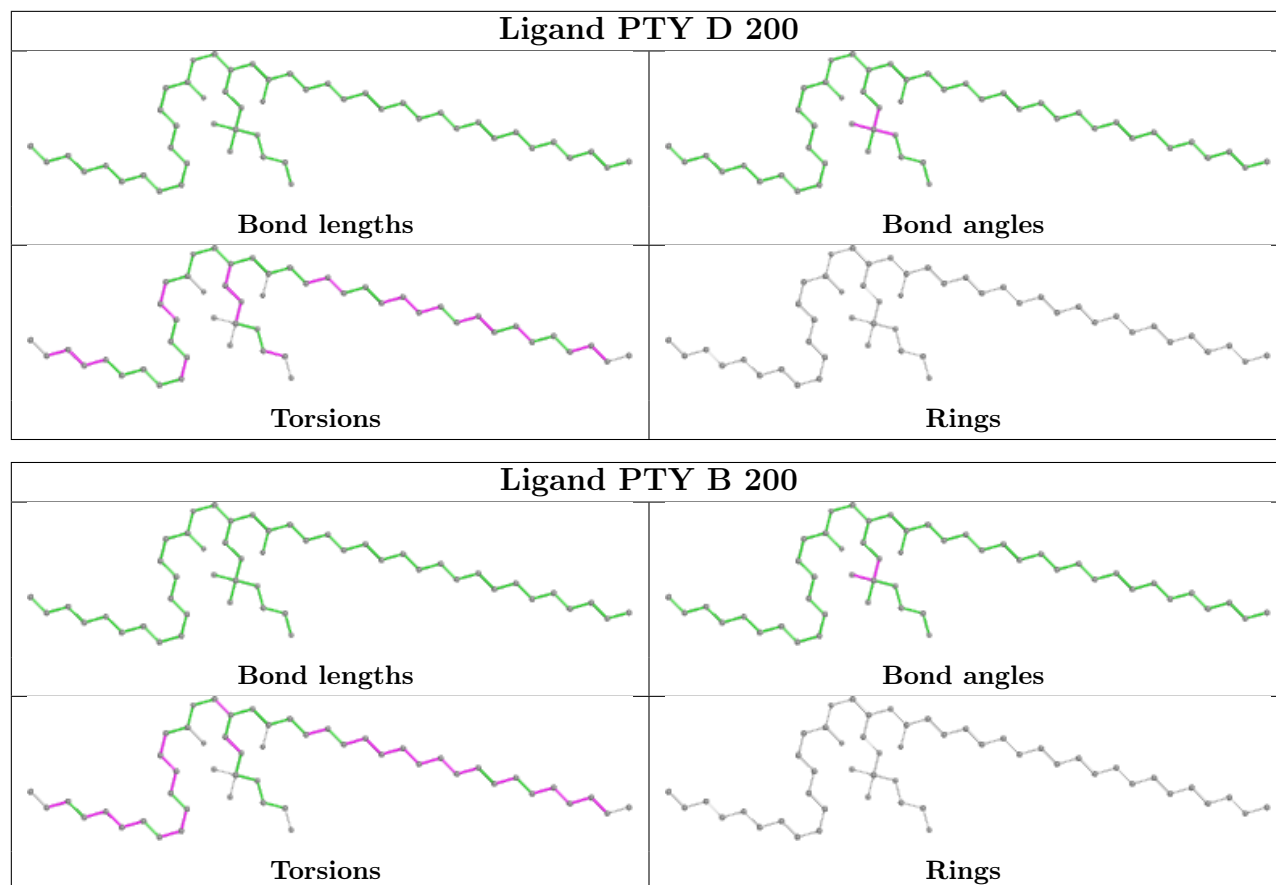 Ligand PTY D 200
Bond lengths
Bond angles
Torsions
Rings
Ligand PTY B 200
Bond lengths
Bond angles
Torsions
Rings